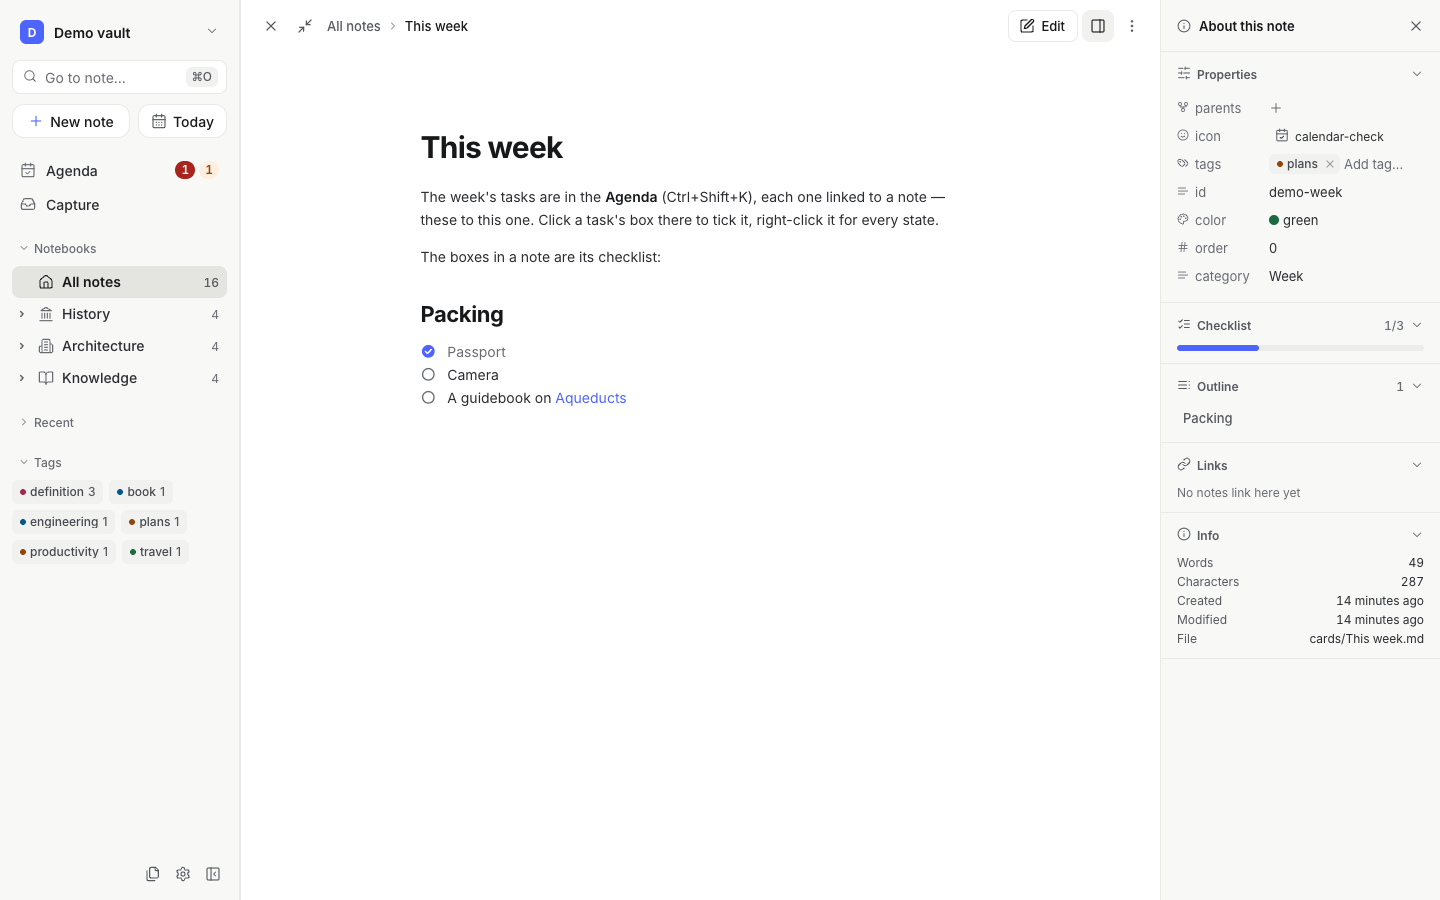 D Demo vault
Go to note... ⌘O
New note
Today
Agenda 1 1
Capture
Notebooks
All notes 16
History 4
Architecture 4
Knowledge 4
Recent
Tags
definition 3
book 1
engineering 1
plans 1
productivity 1
travel 1
All notes > This week
Edit
This week
The week's tasks are in the Agenda (Ctrl+Shift+K), each one linked to a note —
these to this one. Click a task's box there to tick it, right-click it for every state.
The boxes in a note are its checklist:
Packing
Passport
Camera
A guidebook on Aqueducts
About this note
Properties
parents
icon calendar-check
tags plans Add tag...
id demo-week
color green
order 0
category Week
Checklist 1/3
Outline 1
Packing
Links
No notes link here yet
Info
Words 49
Characters 287
Created 14 minutes ago
Modified 14 minutes ago
File cards/This week.md